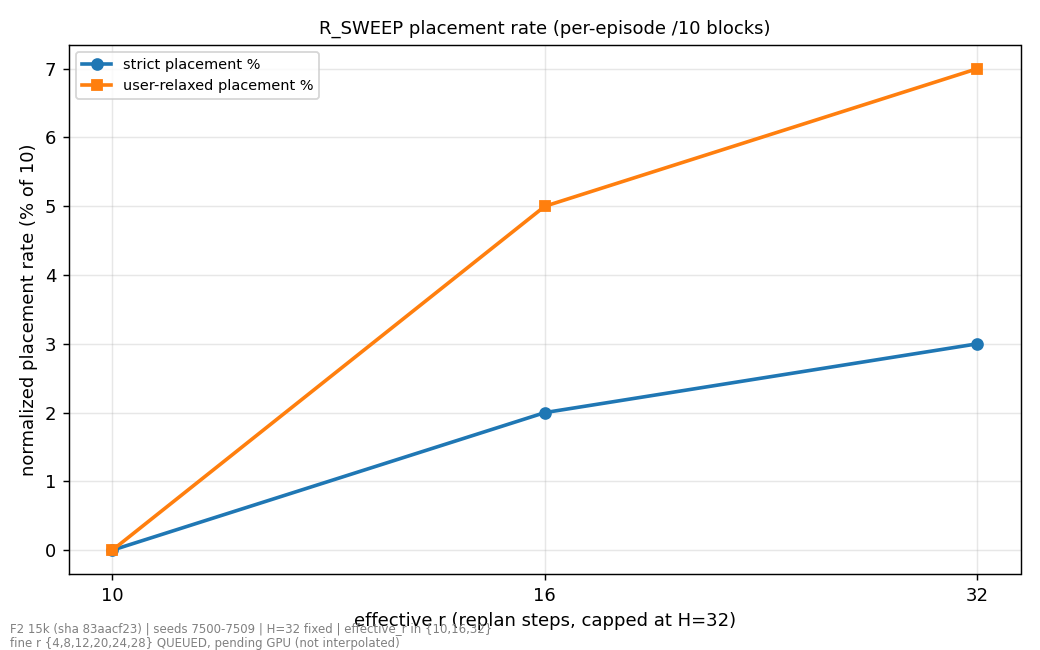 R_SWEEP placement rate (per-episode /10 blocks)
strict placement %
user-relaxed placement %
normalized placement rate (% of 10)
7
6
5
4
3
2
1
0
10 16 32
effective r (replan steps, capped at H=32)
F2 15k (sha 83aacf23) | seeds 7500-7509 | H=32 fixed | effective_r in {10,16,32}
fine r {4,8,12,20,24,28} QUEUED, pending GPU (not interpolated)